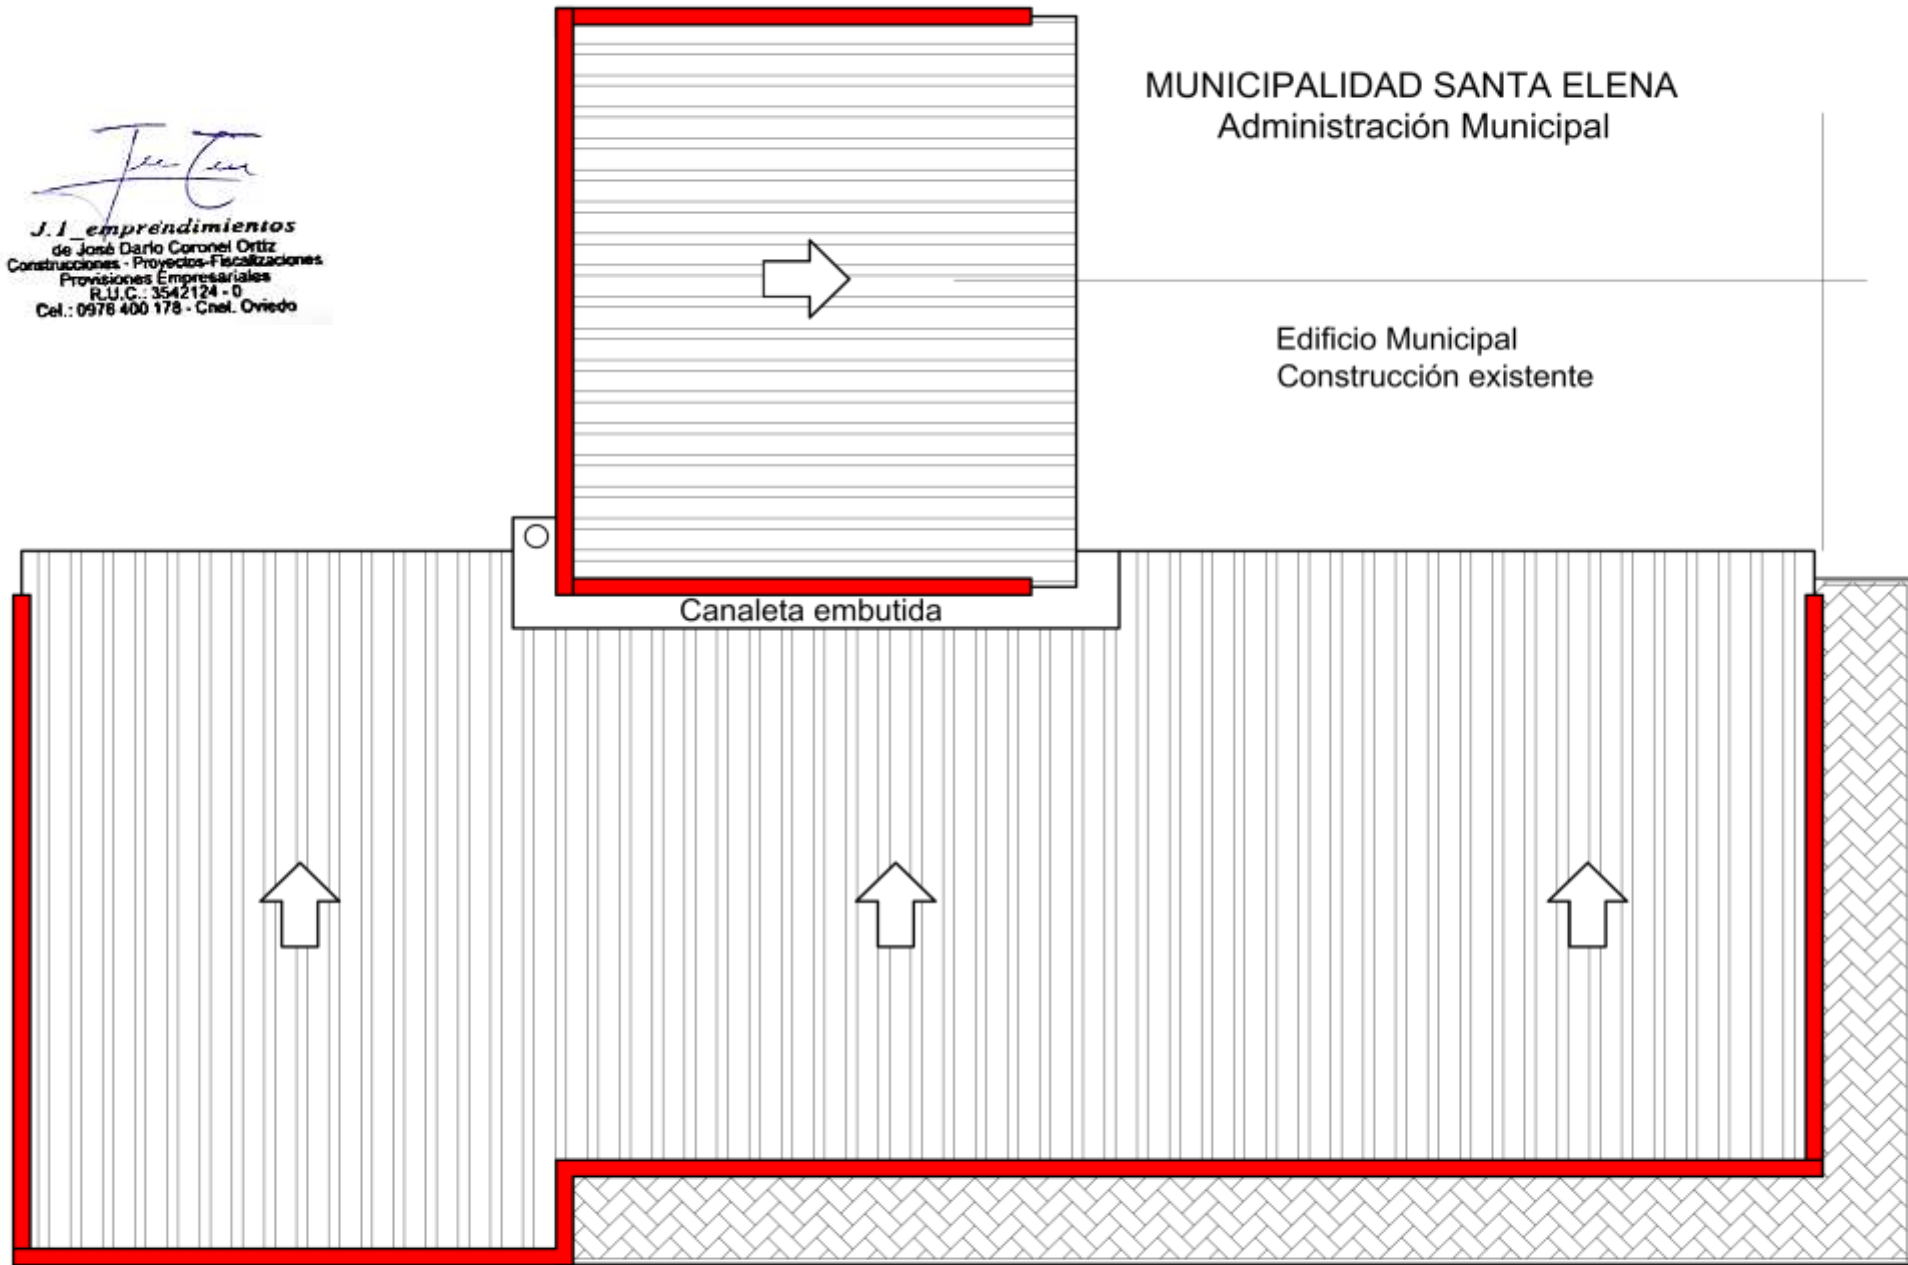 MUNICIPALIDAD SANTA ELENA
Administración Municipal
J.I_emprendimientos
de José Darío Coronel Ortiz
Construcciones - Proyectos-Fiscalizaciones
Provisiones Empresariales
R.U.C.: 3542124 - 0
Cel.: 0976 400 178 - Cnel. Oviedo
Edificio Municipal
Construcción existente
Canaleta embutida